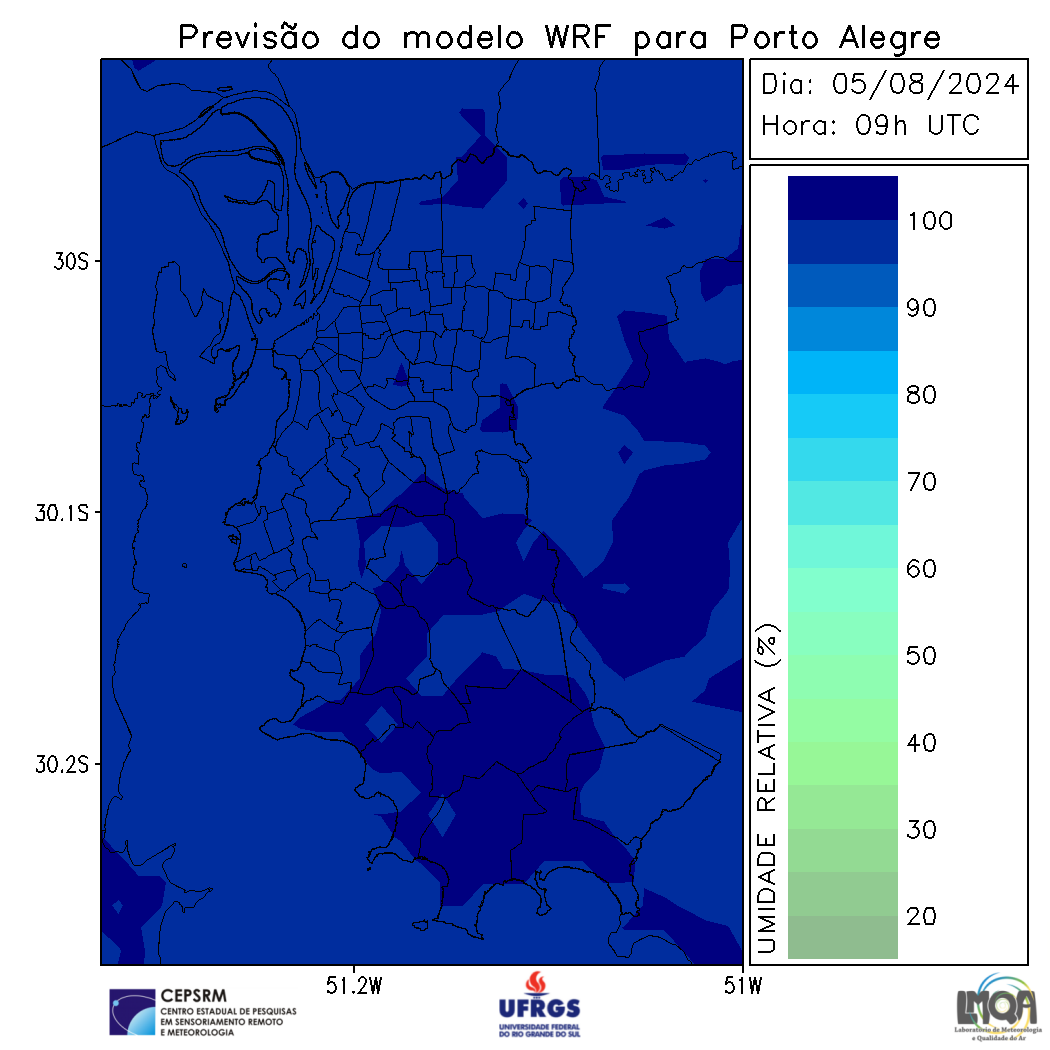 Previsão do modelo WRF para Porto Alegre
Dia: 05/08/2024
Hora: 09h UTC
30S
30.1S
30.2S
51.2W
51W
100
90
80
70
60
50
40
30
20
UMIDADE RELATIVA (%)
CEPSRM
CENTRO ESTADUAL DE PESQUISAS
EM SENSORIAMENTO REMOTO
E METEOROLOGIA
UFRGS
UNIVERSIDADE FEDERAL
DO RIO GRANDE DO SUL
LMQA
Laboratório de Meteorologia
e Qualidade do Ar